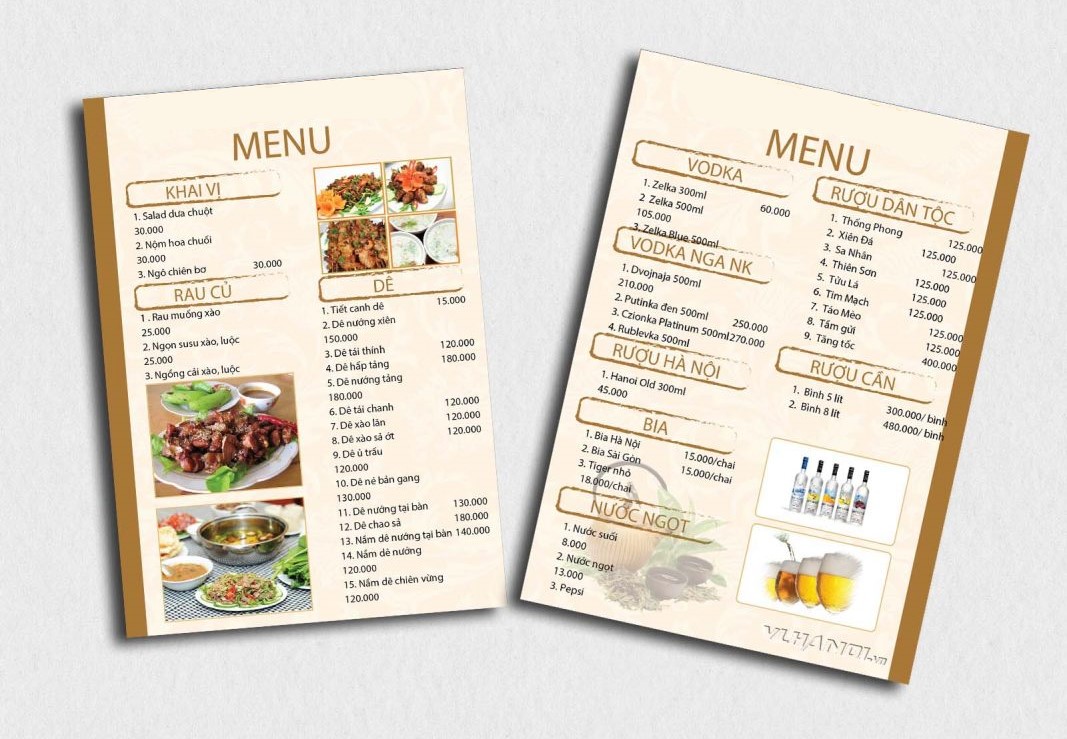 MENU
KHAI VỊ
1. Salad dưa chuột
30.000
2. Nộm hoa chuối
30.000
3. Ngô chiên bơ 30.000
RAU CỦ
1 . Rau muống xào
25.000
2. Ngọn susu xào, luộc
25.000
3. Ngồng cải xào, luộc
DÊ
1. Tiết canh dê 15.000
2. Dê nướng xiên
150.000
3. Dê tái thính 120.000
4. Dê hấp tảng 180.000
5. Dê nướng tảng
180.000
6. Dê tái chanh 120.000
7. Dê xào lăn 120.000
8. Dê xào sả ớt 120.000
9. Dê ủ trấu
120.000
10. Dê né bản gang
130.000
11. Dê nướng tại bàn 130.000
12. Dê chao sả 180.000
13. Nầm dê nướng tại bàn 140.000
14. Nầm dê nướng
120.000
15. Nầm dê chiên vừng
120.000
MENU
VODKA
1. Zelka 300ml 60.000
2 Zelka 500ml
105.000
3. Zelka Blue 500ml
VODKA NGA NK
1. Dvojnaja 500ml
210.000
2. Putinka đen 500ml 250.000
3. Czionka Platinum 500ml 270.000
4. Rublevka 500ml
RƯỢU HÀ NỘI
1. Hanoi Old 300ml
45.000
BIA
1. Bia Hà Nội 15.000/chai
2. Bia Sài Gòn 15.000/chai
3. Tiger nhỏ
18.000/chai
NƯỚC NGỌT
1. Nước suối
8.000
2. Nước ngọt
13.000
3. Pepsi
RƯỢU DÂN TỘC
1. Thống Phong 125.000
2. Xiên Đá 125.000
3. Sa Nhân 125.000
4. Thiên Sơn 125.000
5. Tửu Lá 125.000
6. Tim Mạch 125.000
7. Táo Mèo 125.000
8. Tầm gửi 125.000
9. Tăng tốc 400.000
RƯỢU CẦN
1. Bình 5 lít 300.000/ bình
2. Bình 8 lít 480.000/ bình